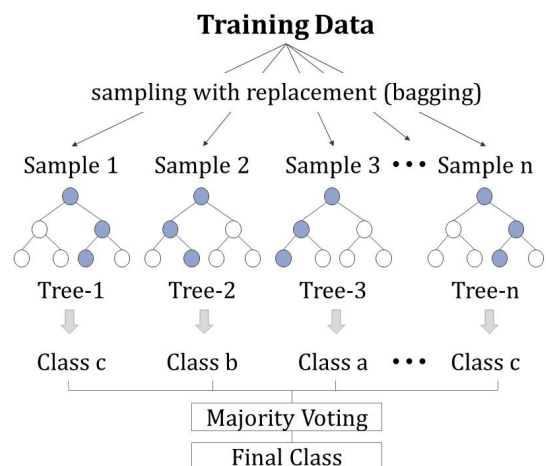 Training Data
sampling with replacement (bagging)
Sample 1 Sample 2 Sample 3 ••• Sample n
Tree-1 Tree-2 Tree-3 Tree-n
Class c Class b Class a ••• Class c
Majority Voting
Final Class